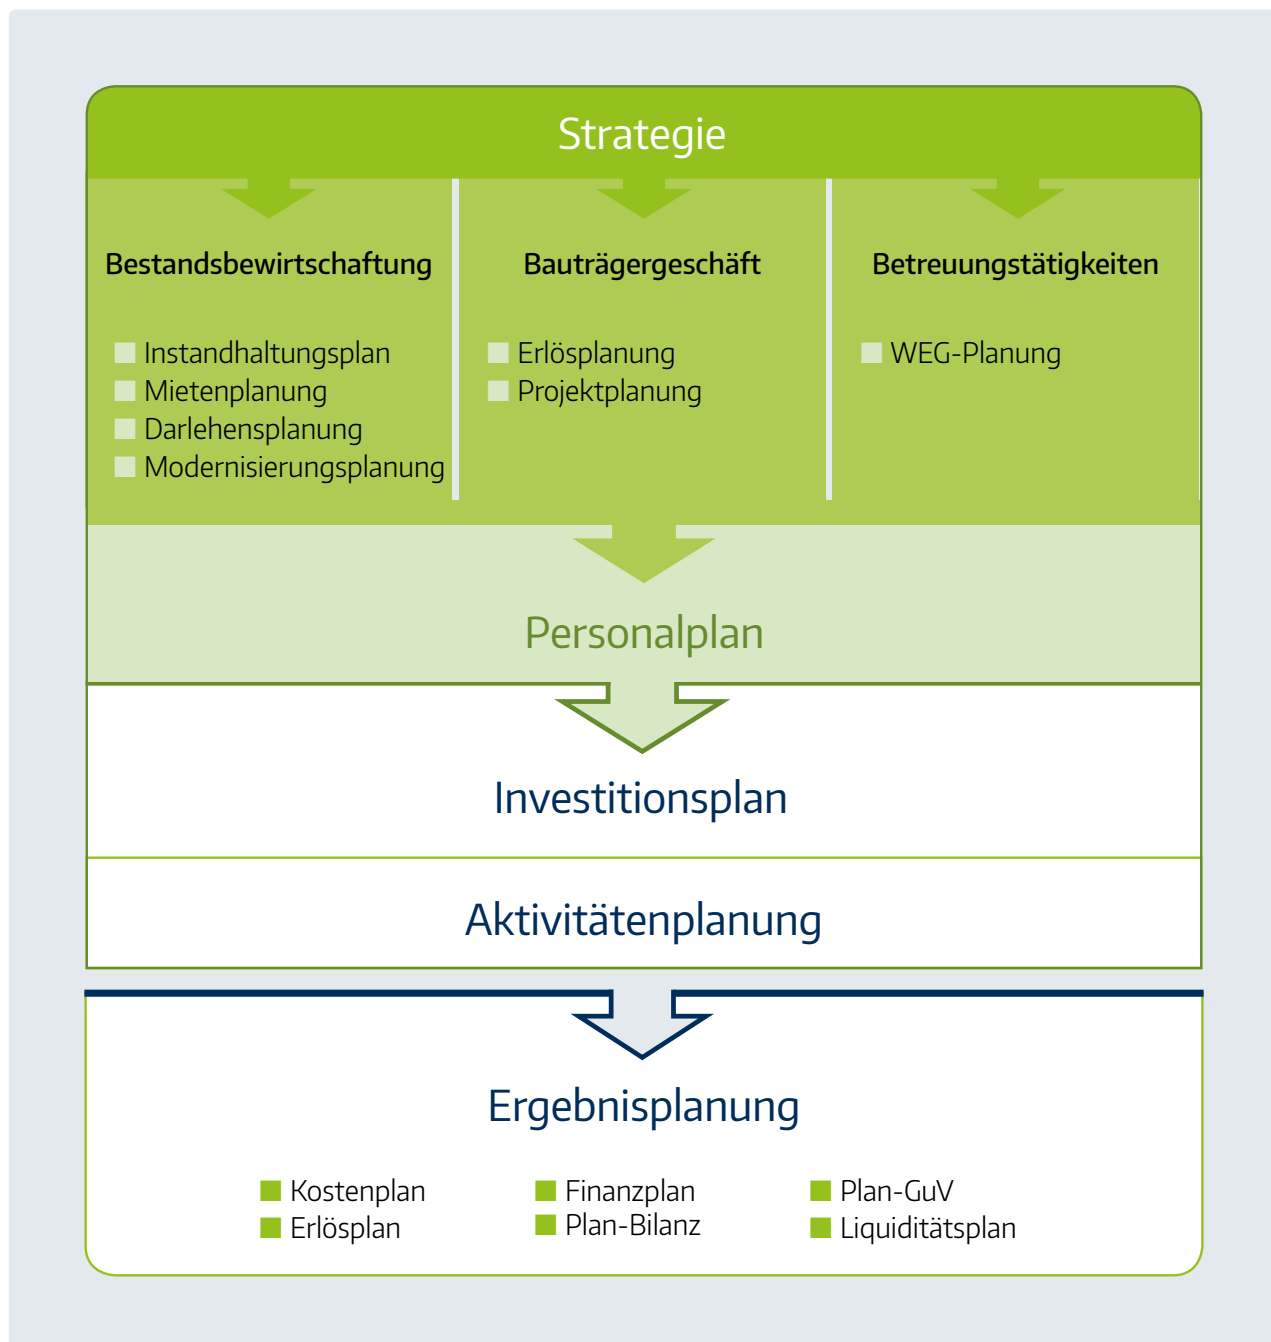 Strategie
Bestandsbewirtschaftung
Instandhaltungsplan
Mietenplanung
Darlehensplanung
Modernisierungsplanung
Bauträgergeschäft
Erlösplanung
Projektplanung
Betreuungstätigkeiten
WEG-Planung
Personalplan
Investitionsplan
Aktivitätenplanung
Ergebnisplanung
Kostenplan
Erlösplan
Finanzplan
Plan-Bilanz
Plan-GuV
Liquiditätsplan